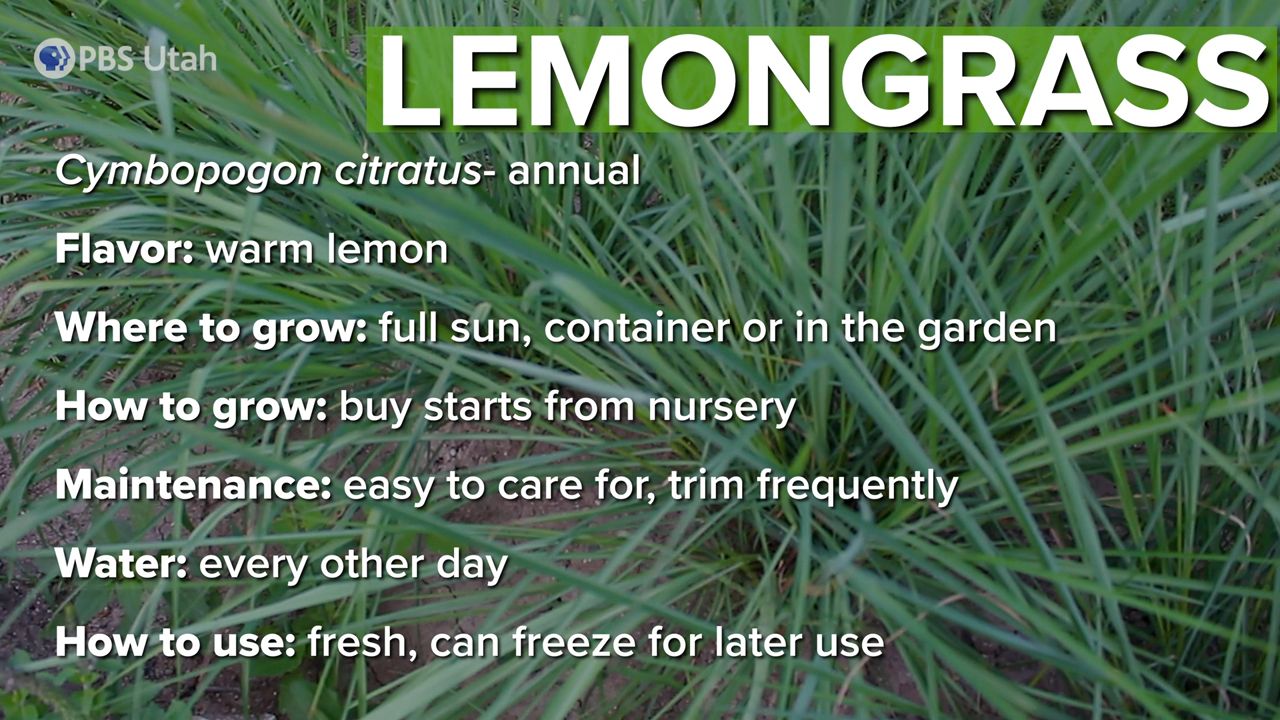 PBS Utah
LEMONGRASS
Cymbopogon citratus- annual
Flavor: warm lemon
Where to grow: full sun, container or in the garden
How to grow: buy starts from nursery
Maintenance: easy to care for, trim frequently
Water: every other day
How to use: fresh, can freeze for later use